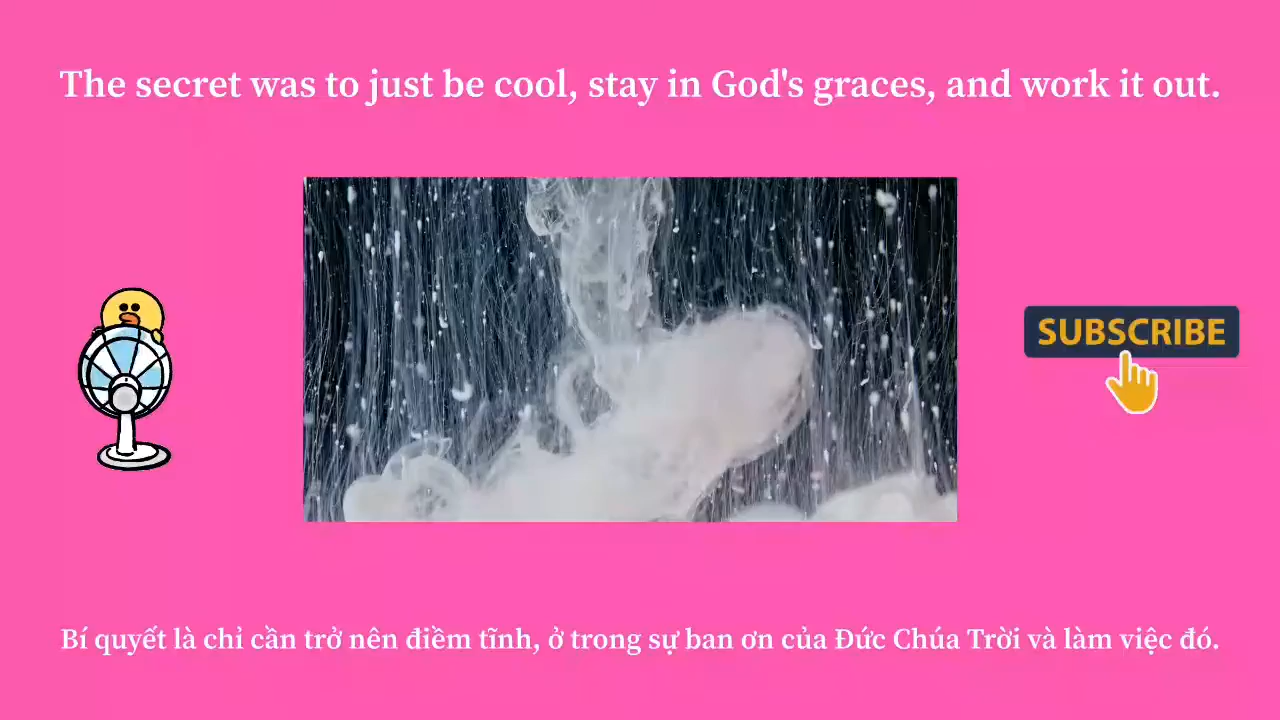 The secret was to just be cool, stay in God's graces, and work it out.
SUBSCRIBE
Bí quyết là chỉ cần trở nên điềm tĩnh, ở trong sự ban ơn của Đức Chúa Trời và làm việc đó.